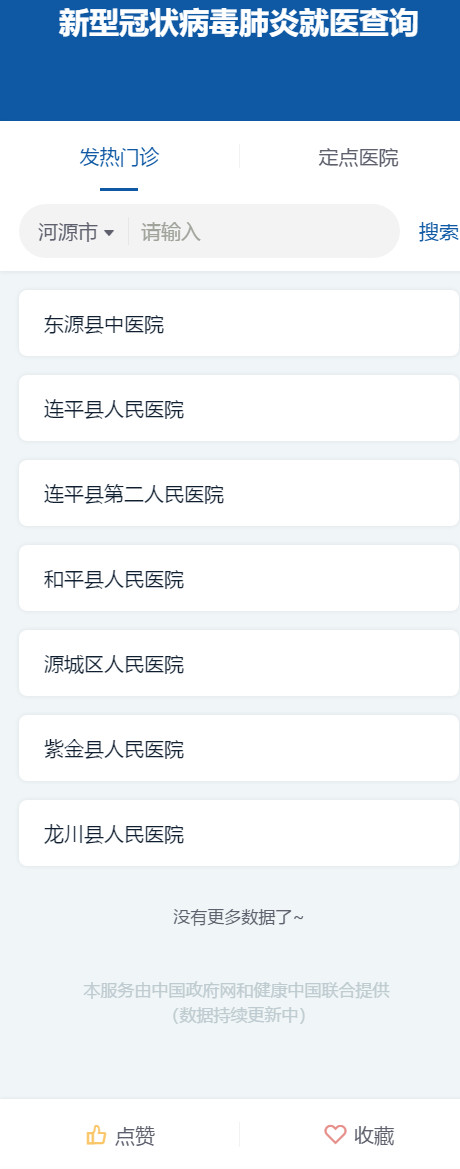 新型冠状病毒肺炎就医查询
发热门诊 定点医院
河源市 请输入 搜索
东源县中医院
连平县人民医院
连平县第二人民医院
和平县人民医院
源城区人民医院
紫金县人民医院
龙川县人民医院
没有更多数据了~
本服务由中国政府网和健康中国联合提供
（数据持续更新中）
点赞 收藏